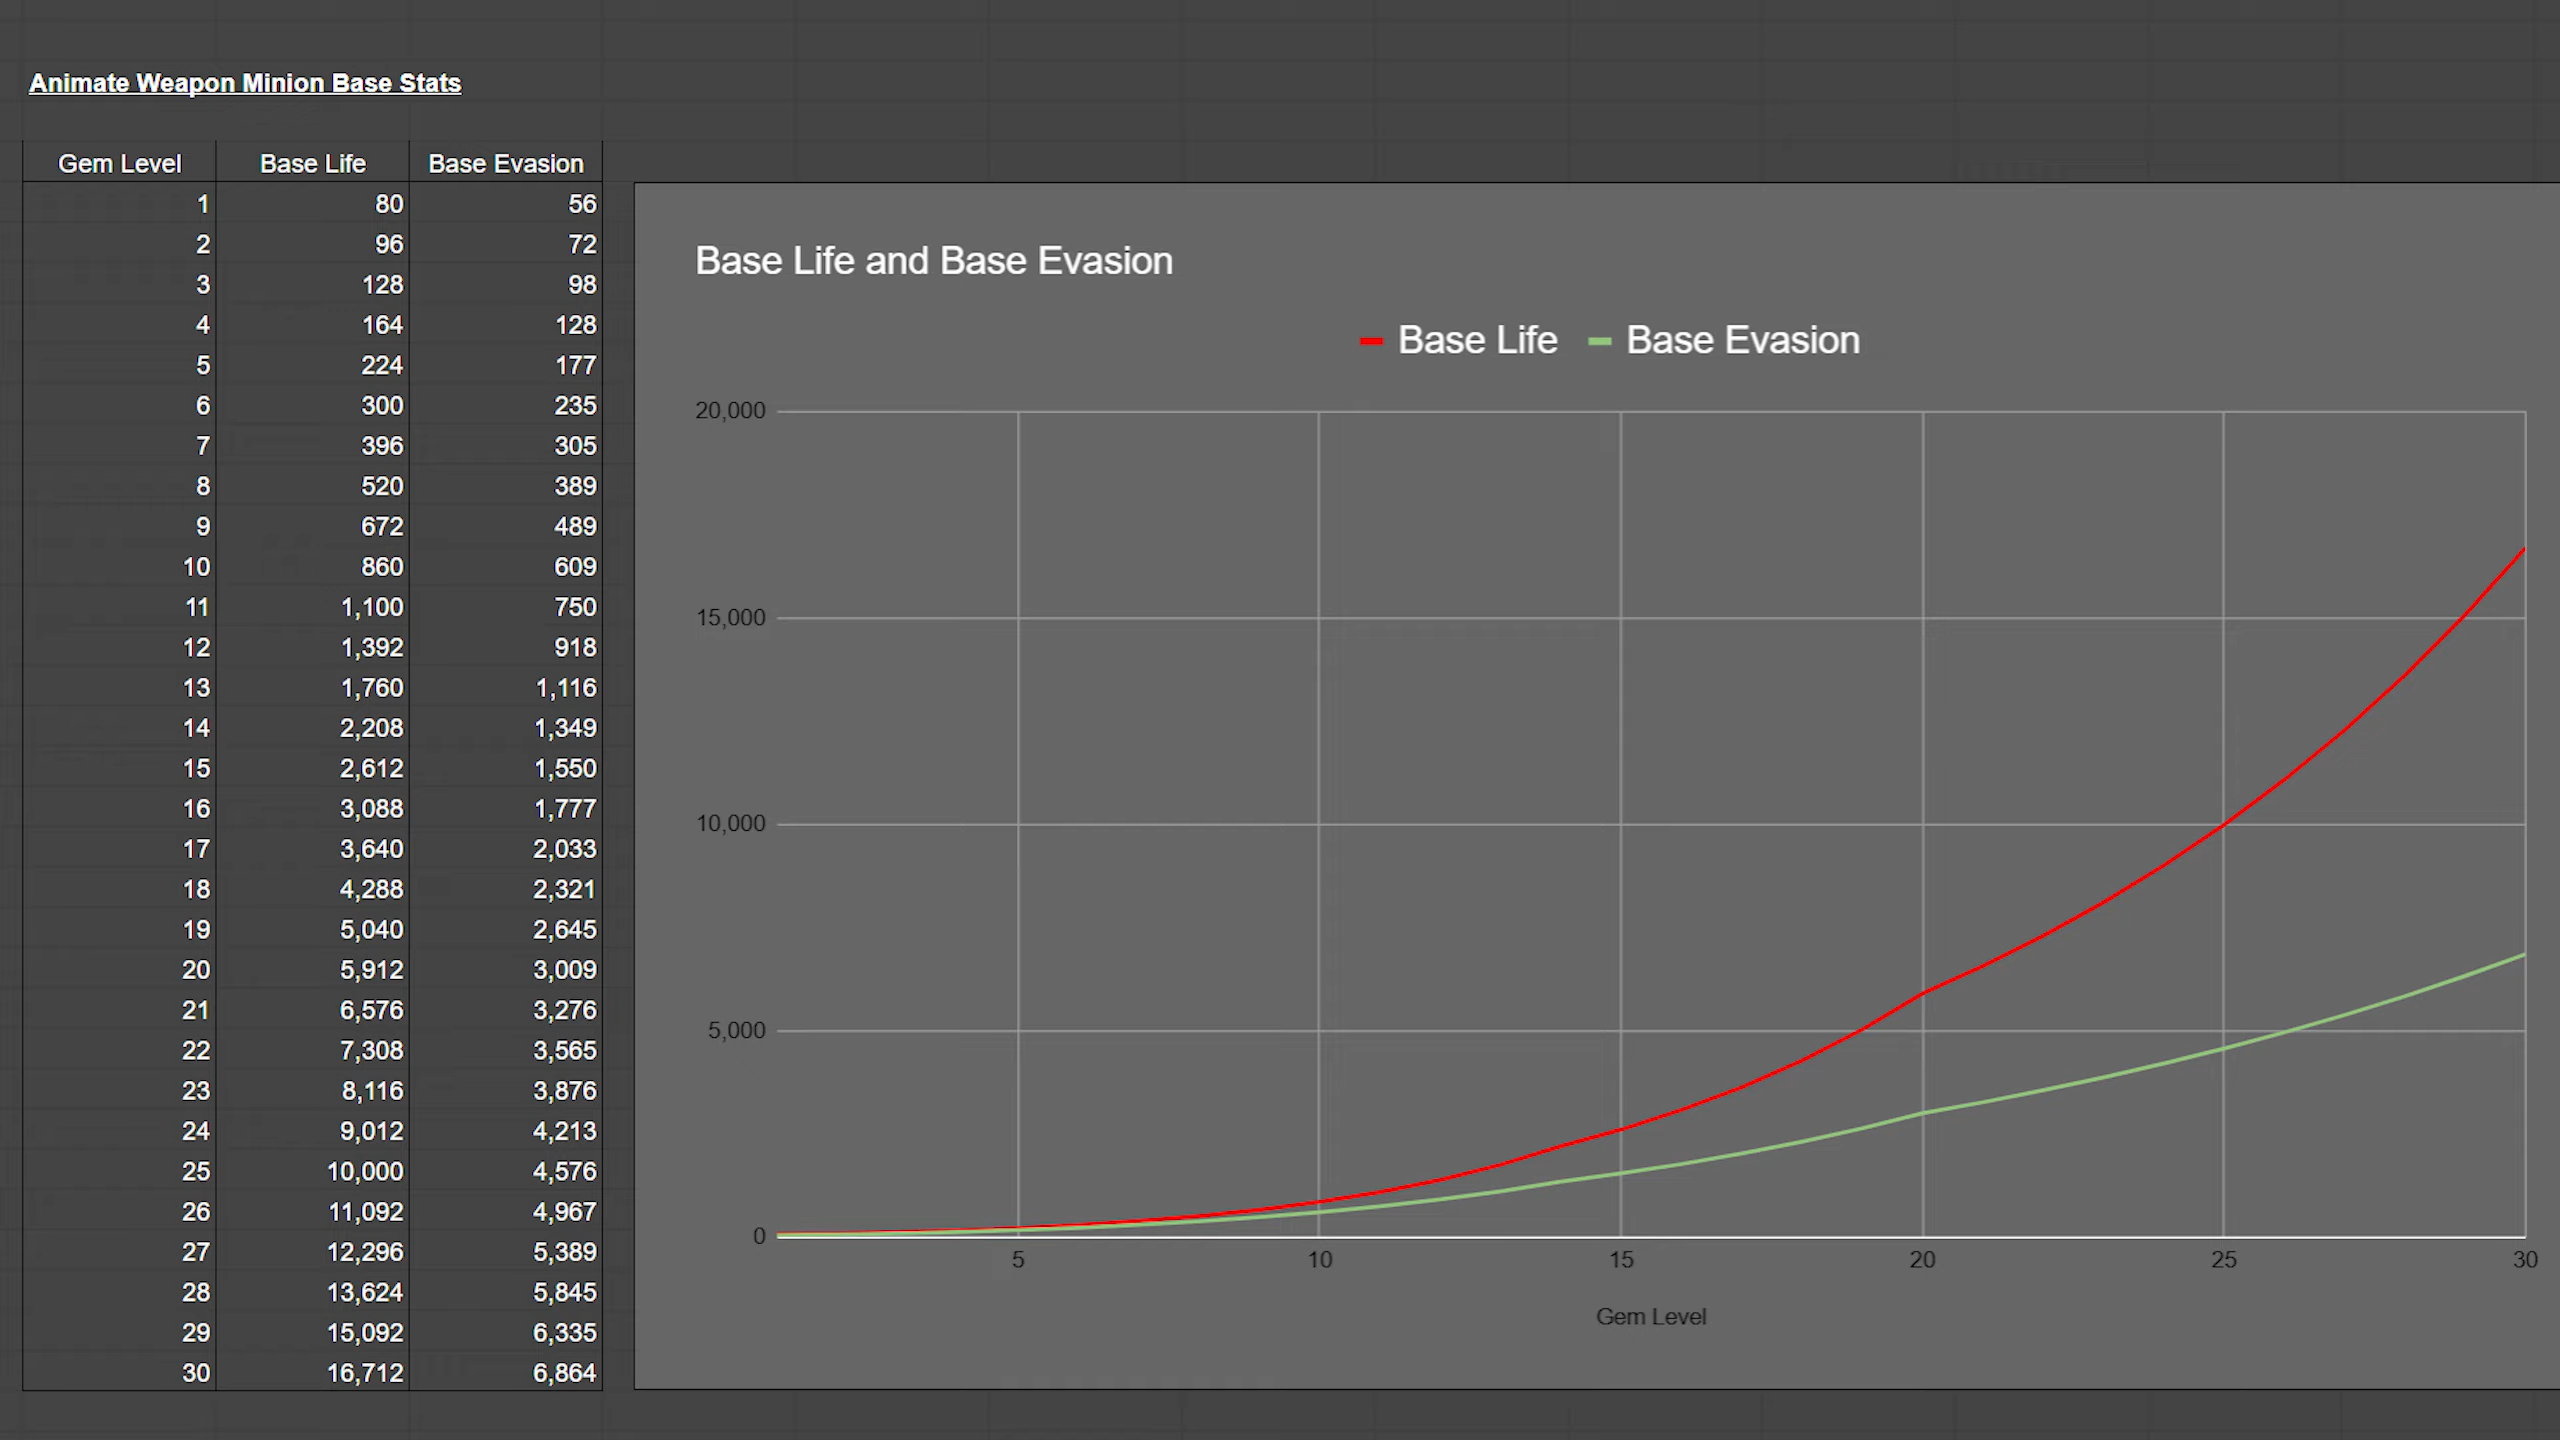 Animate Weapon Minion Base Stats
Gem Level Base Life Base Evasion
1 80 56
2 96 72
3 128 98
4 164 128
5 224 177
6 300 235
7 396 305
8 520 389
9 672 489
10 860 609
11 1,100 750
12 1,392 918
13 1,760 1,116
14 2,208 1,349
15 2,612 1,550
16 3,088 1,777
17 3,640 2,033
18 4,288 2,321
19 5,040 2,645
20 5,912 3,009
21 6,576 3,276
22 7,308 3,565
23 8,116 3,876
24 9,012 4,213
25 10,000 4,576
26 11,092 4,967
27 12,296 5,389
28 13,624 5,845
29 15,092 6,335
30 16,712 6,864
Base Life and Base Evasion
Base Life Base Evasion
20,000
15,000
10,000
5,000
0
5 10 15 20 25 30
Gem Level